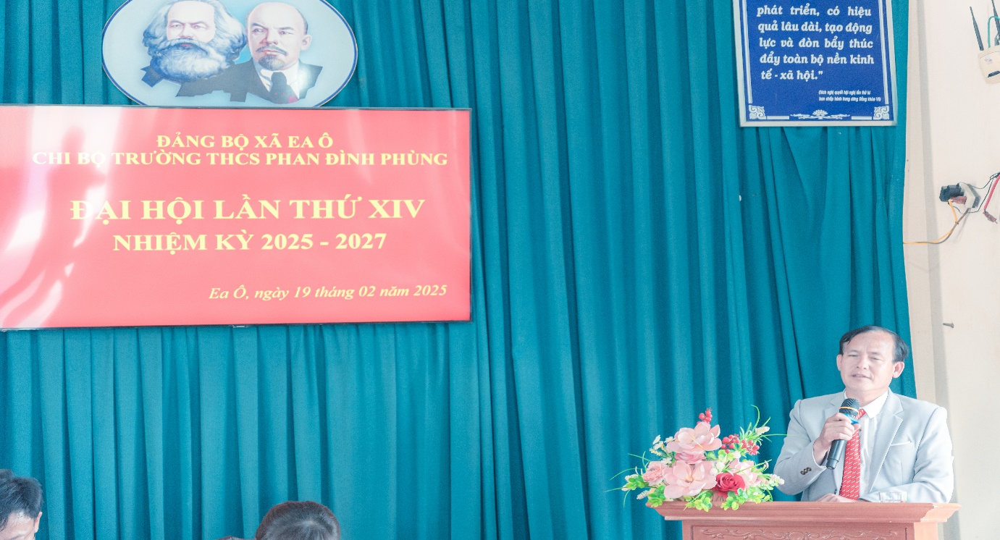 ĐẢNG BỘ XÃ EA Ô
CHI BỘ TRƯỜNG THCS PHAN ĐÌNH PHÙNG
ĐẠI HỘI LẦN THỨ XIV
NHIỆM KỲ 2025 - 2027
Ea Ô, ngày 19 tháng 02 năm 2025
phát triển, có hiệu
quả lâu dài, tạo động
lực và đòn bẩy thúc
đẩy toàn bộ nền kinh
tế - xã hội.”